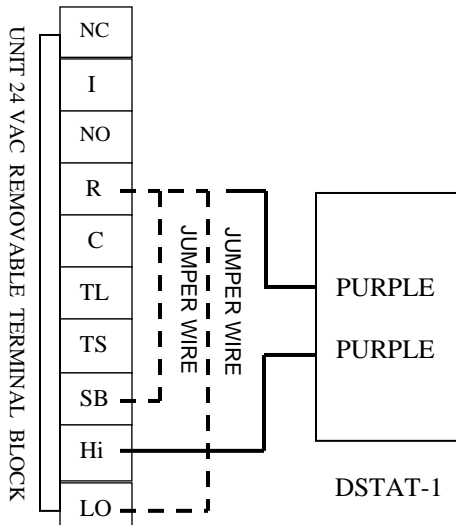 UNIT 24 VAC REMOVABLE TERMINAL BLOCK
NC
I
NO
R
C
TL
TS
SB
Hi
LO
JUMPER WIRE
JUMPER WIRE
PURPLE
PURPLE
DSTAT-1